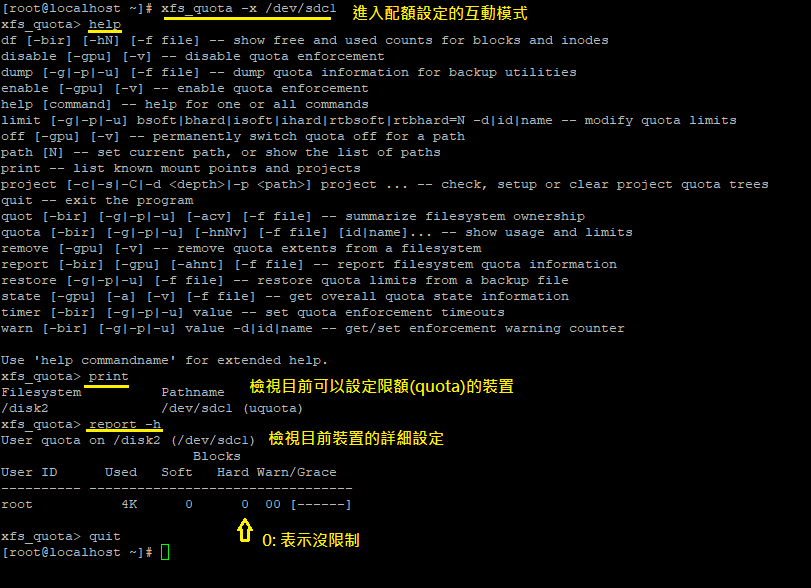 [root@localhost ~]# xfs_quota -x /dev/sdc1 進入配額設定的互動模式
xfs_quota> help
df [-bir] [-hN] [-f file] -- show free and used counts for blocks and inodes
disable [-gpu] [-v] -- disable quota enforcement
dump [-g|-p|-u] [-f file] -- dump quota information for backup utilities
enable [-gpu] [-v] -- enable quota enforcement
help [command] -- help for one or all commands
limit [-g|-p|-u] bsoft|bhard|isoft|ihard|rtbsoft|rtbhard=N -d|id|name -- modify quota limits
off [-gpu] [-v] -- permanently switch quota off for a path
path [N] -- set current path, or show the list of paths
print -- list known mount points and projects
project [-c|-s|-C|-d <depth>|-p <path>] project ... -- check, setup or clear project quota trees
quit -- exit the program
quot [-bir] [-g|-p|-u] [-acv] [-f file] -- summarize filesystem ownership
quota [-bir] [-g|-p|-u] [-hnNv] [-f file] [id|name]... -- show usage and limits
remove [-gpu] [-v] -- remove quota extents from a filesystem
report [-bir] [-gpu] [-ahnt] [-f file] -- report filesystem quota information
restore [-g|-p|-u] [-f file] -- restore quota limits from a backup file
state [-gpu] [-a] [-v] [-f file] -- get overall quota state information
timer [-bir] [-g|-p|-u] value -- set quota enforcement timeouts
warn [-bir] [-g|-p|-u] value -d|id|name -- get/set enforcement warning counter
Use 'help commandname' for extended help.
xfs_quota> print
Filesystem Pathname 檢視目前可以設定限額(quota)的裝置
/disk2 /dev/sdc1 (uquota)
xfs_quota> report -h
User quota on /disk2 (/dev/sdc1) 檢視目前裝置的詳細設定
Blocks
User ID Used Soft Hard Warn/Grace
---------- ---------------------------------
root 4K 0 0 00 [------]
xfs_quota> quit 0: 表示沒限制
[root@localhost ~]#